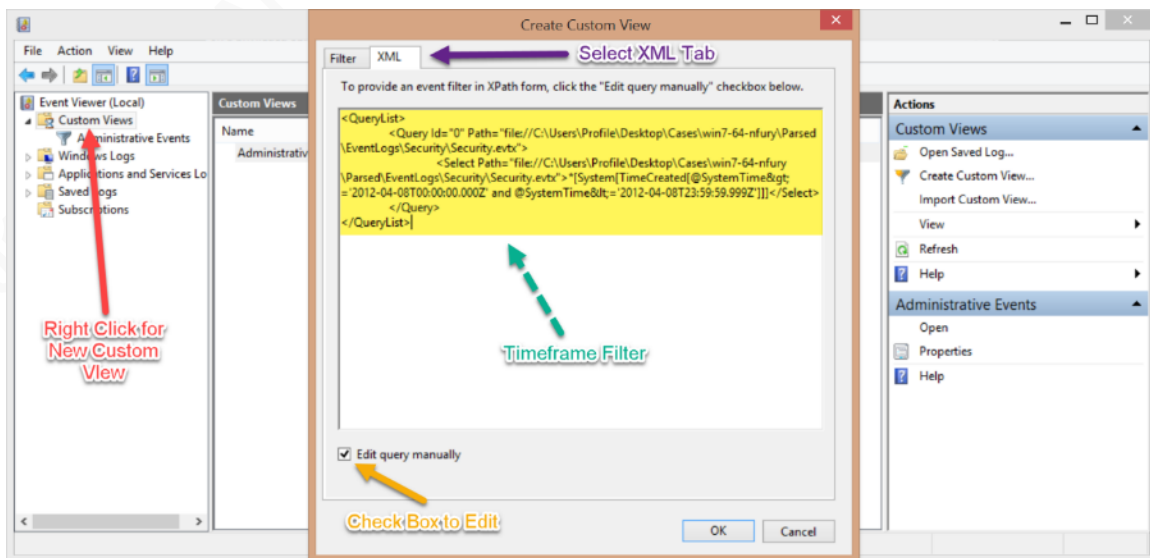 Create Custom View
File Action View Help
Filter XML
Select XML Tab
To provide an event filter in XPath form, click the "Edit query manually" checkbox below.
Event Viewer (Local)
Custom Views
Administrative Events
Windows Logs
Applications and Services Lo
Saved Logs
Subscriptions
Custom Views
Name
Administrativ
<QueryList>
<Query Id="0" Path="file://C:\Users\Profile\Desktop\Cases\win7-64-nfury\Parsed
\EventLogs\Security\Security.evtx">
<Select Path="file://C:\Users\Profile\Desktop\Cases\win7-64-nfury
\Parsed\EventLogs\Security\Security.evtx">*[System[TimeCreated[@SystemTime&gt;
='2012-04-08T00:00:00.000Z' and @SystemTime&lt;='2012-04-08T23:59:59.999Z']]]</Select>
</Query>
</QueryList>
Right Click for
New Custom
VIew
Timeframe Filter
Edit query manually
Check Box to Edit
OK Cancel
Actions
Custom Views
Open Saved Log...
Create Custom View...
Import Custom View...
View
Refresh
Help
Administrative Events
Open
Properties
Help